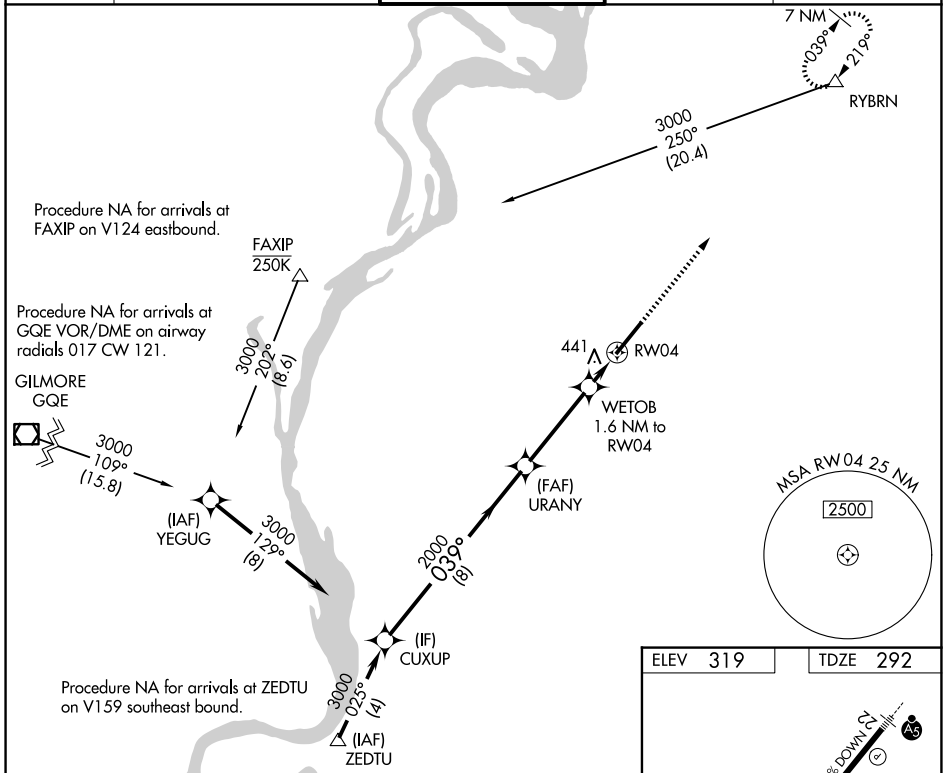 7 NM
039°
219°
RYBRN
3000
250°
(20.4)
Procedure NA for arrivals at
FAXIP on V124 eastbound.
FAXIP
250K
3000
202°
(8.6)
Procedure NA for arrivals at
GQE VOR/DME on airway
radials 017 CW 121.
GILMORE
GQE
3000
109°
(15.8)
(IAF)
YEGUG
3000
129°
(8)
441
RW04
WETOB
1.6 NM to
RW04
(FAF)
URANY
2000
039°
(8)
(IF)
CUXUP
MSA RW04 25 NM
2500
Procedure NA for arrivals at ZEDTU
on V159 southeast bound.
3000
025°
(4)
(IAF)
ZEDTU
ELEV 319
TDZE 292
% DOWN
22
A5
P